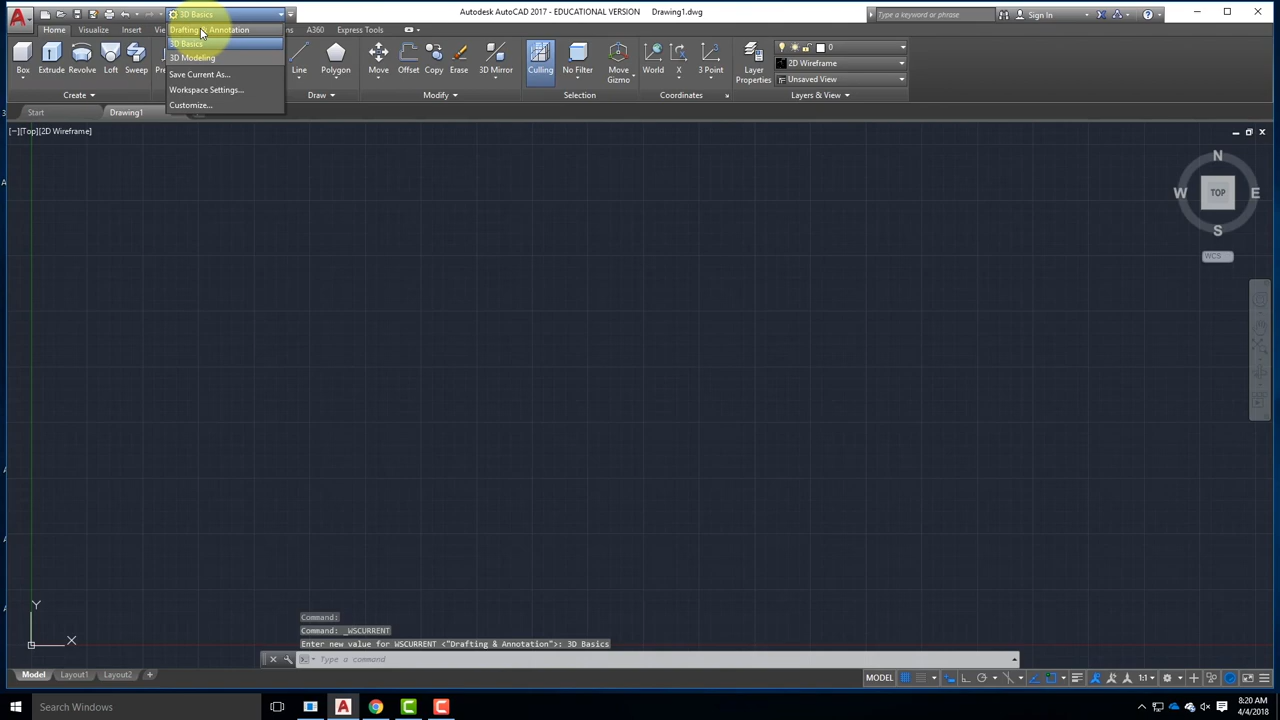 3D Basics
Autodesk AutoCAD 2017 - EDUCATIONAL VERSION Drawing1.dwg
Type a keyword or phrase
Sign In
Home Visualize Insert A360 Express Tools
Drafting & Annotation
3D Basics
3D Modeling
Save Current As...
Workspace Settings...
Customize...
Box Extrude Revolve Loft Sweep
Line Polygon Move Offset Copy Erase 3D Mirror
Culling No Filter Move
Gizmo
World X 3 Point
Layer
Properties
0
2D Wireframe
Unsaved View
Create Draw Modify Selection Coordinates Layers & View
Start Drawing1
[−][Top][2D Wireframe]
N
W TOP E
S
WCS
Y
X
Command:
Command: _WSCURRENT
Enter new value for WSCURRENT <"Drafting & Annotation">: 3D Basics
Type a command
Model Layout1 Layout2 +
MODEL 1:1
Search Windows
8:20 AM
4/4/2018